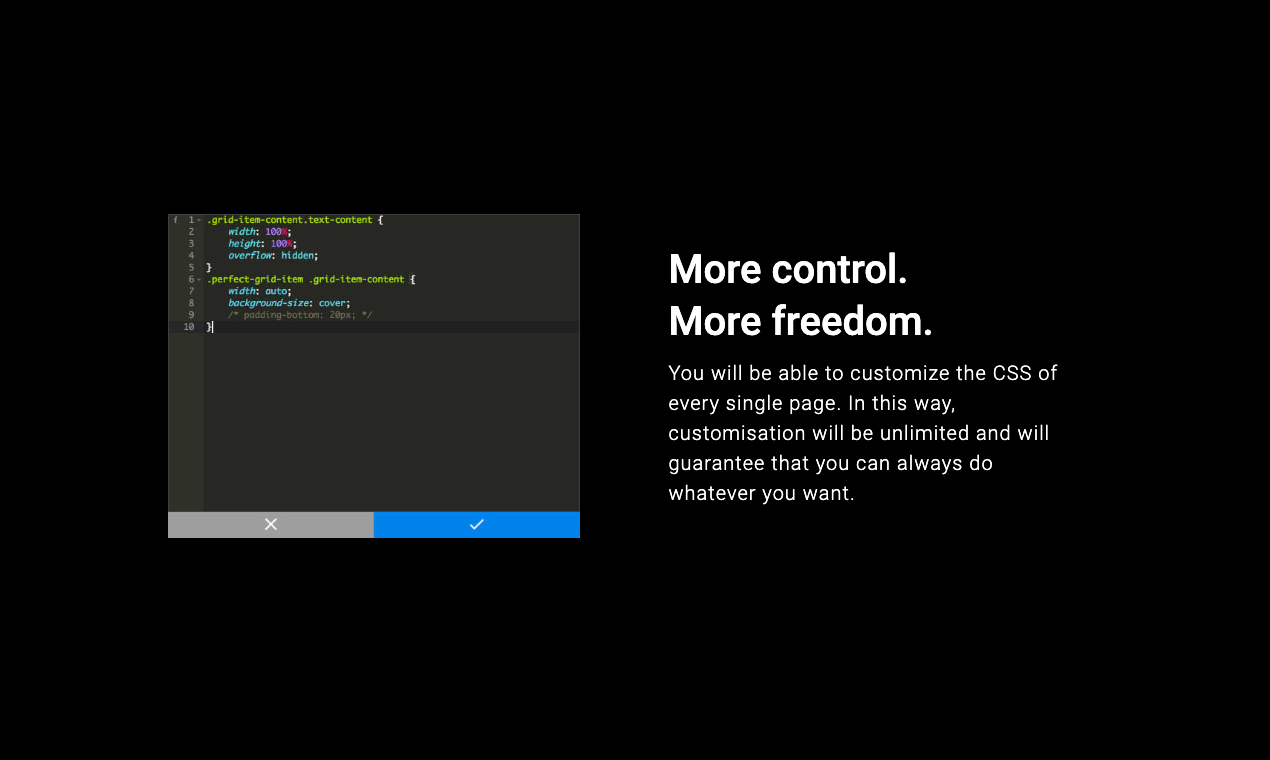 i 1 .grid-item-content.text-content {
2 width: 100%;
3 height: 100%;
4 overflow: hidden;
5 }
6 .perfect-grid-item .grid-item-content {
7 width: auto;
8 background-size: cover;
9 /* padding-bottom: 20px; */
10 }
More control.
More freedom.
You will be able to customize the CSS of
every single page. In this way,
customisation will be unlimited and will
guarantee that you can always do
whatever you want.